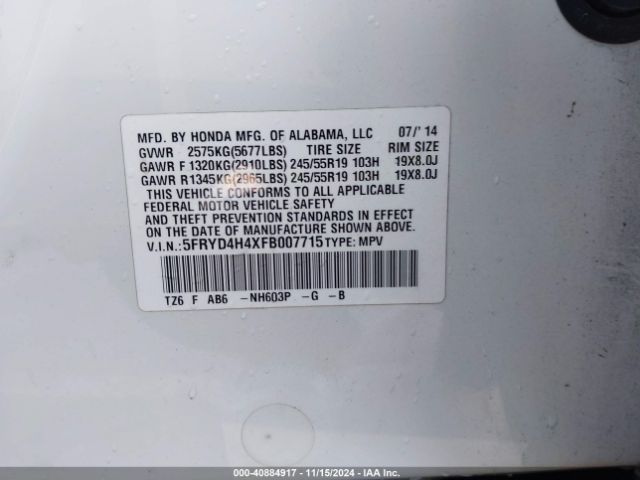 MFD. BY HONDA MFG. OF ALABAMA, LLC 07/'14
GVWR 2575KG(5677LBS) TIRE SIZE RIM SIZE
GAWR F 1320KG(2910LBS) 245/55R19 103H 19X8.0J
GAWR R1345KG(2965LBS) 245/55R19 103H 19X8.0J
THIS VEHICLE CONFORMS TO ALL APPLICABLE
FEDERAL MOTOR VEHICLE SAFETY
AND THEFT PREVENTION STANDARDS IN EFFECT
ON THE DATE OF MANUFACTURE SHOWN ABOVE.
V.I.N.:5FRYD4H4XFB007715 TYPE: MPV
TZ6 F AB6 -NH603P -G -B
000-40884917 - 11/15/2024 - IAA Inc.